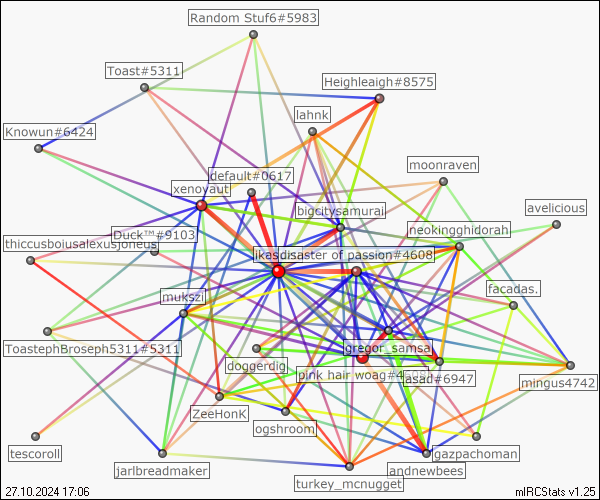 Random Stuf6#5983
Toast#5311
Heighleaigh#8575
lahnk
Knowun#6424
moonraven
default#0617
xenoyaut
bigcitysamurai
avelicious
neokingghidorah
Duck™#9103
thiccusboiusalexusjoneus
disaster of passion#4608
facadas.
mukszi
ToastephBroseph5311#5311
gregor_samsa
doggerdig
pink hair woag#4
asad#6947
mingus4742
ZeeHonK
ogshroom
tescoroll
gazpachoman
jarlbreadmaker
andnewbees
turkey_mcnugget
27.10.2024 17:06
mIRCStats v1.25